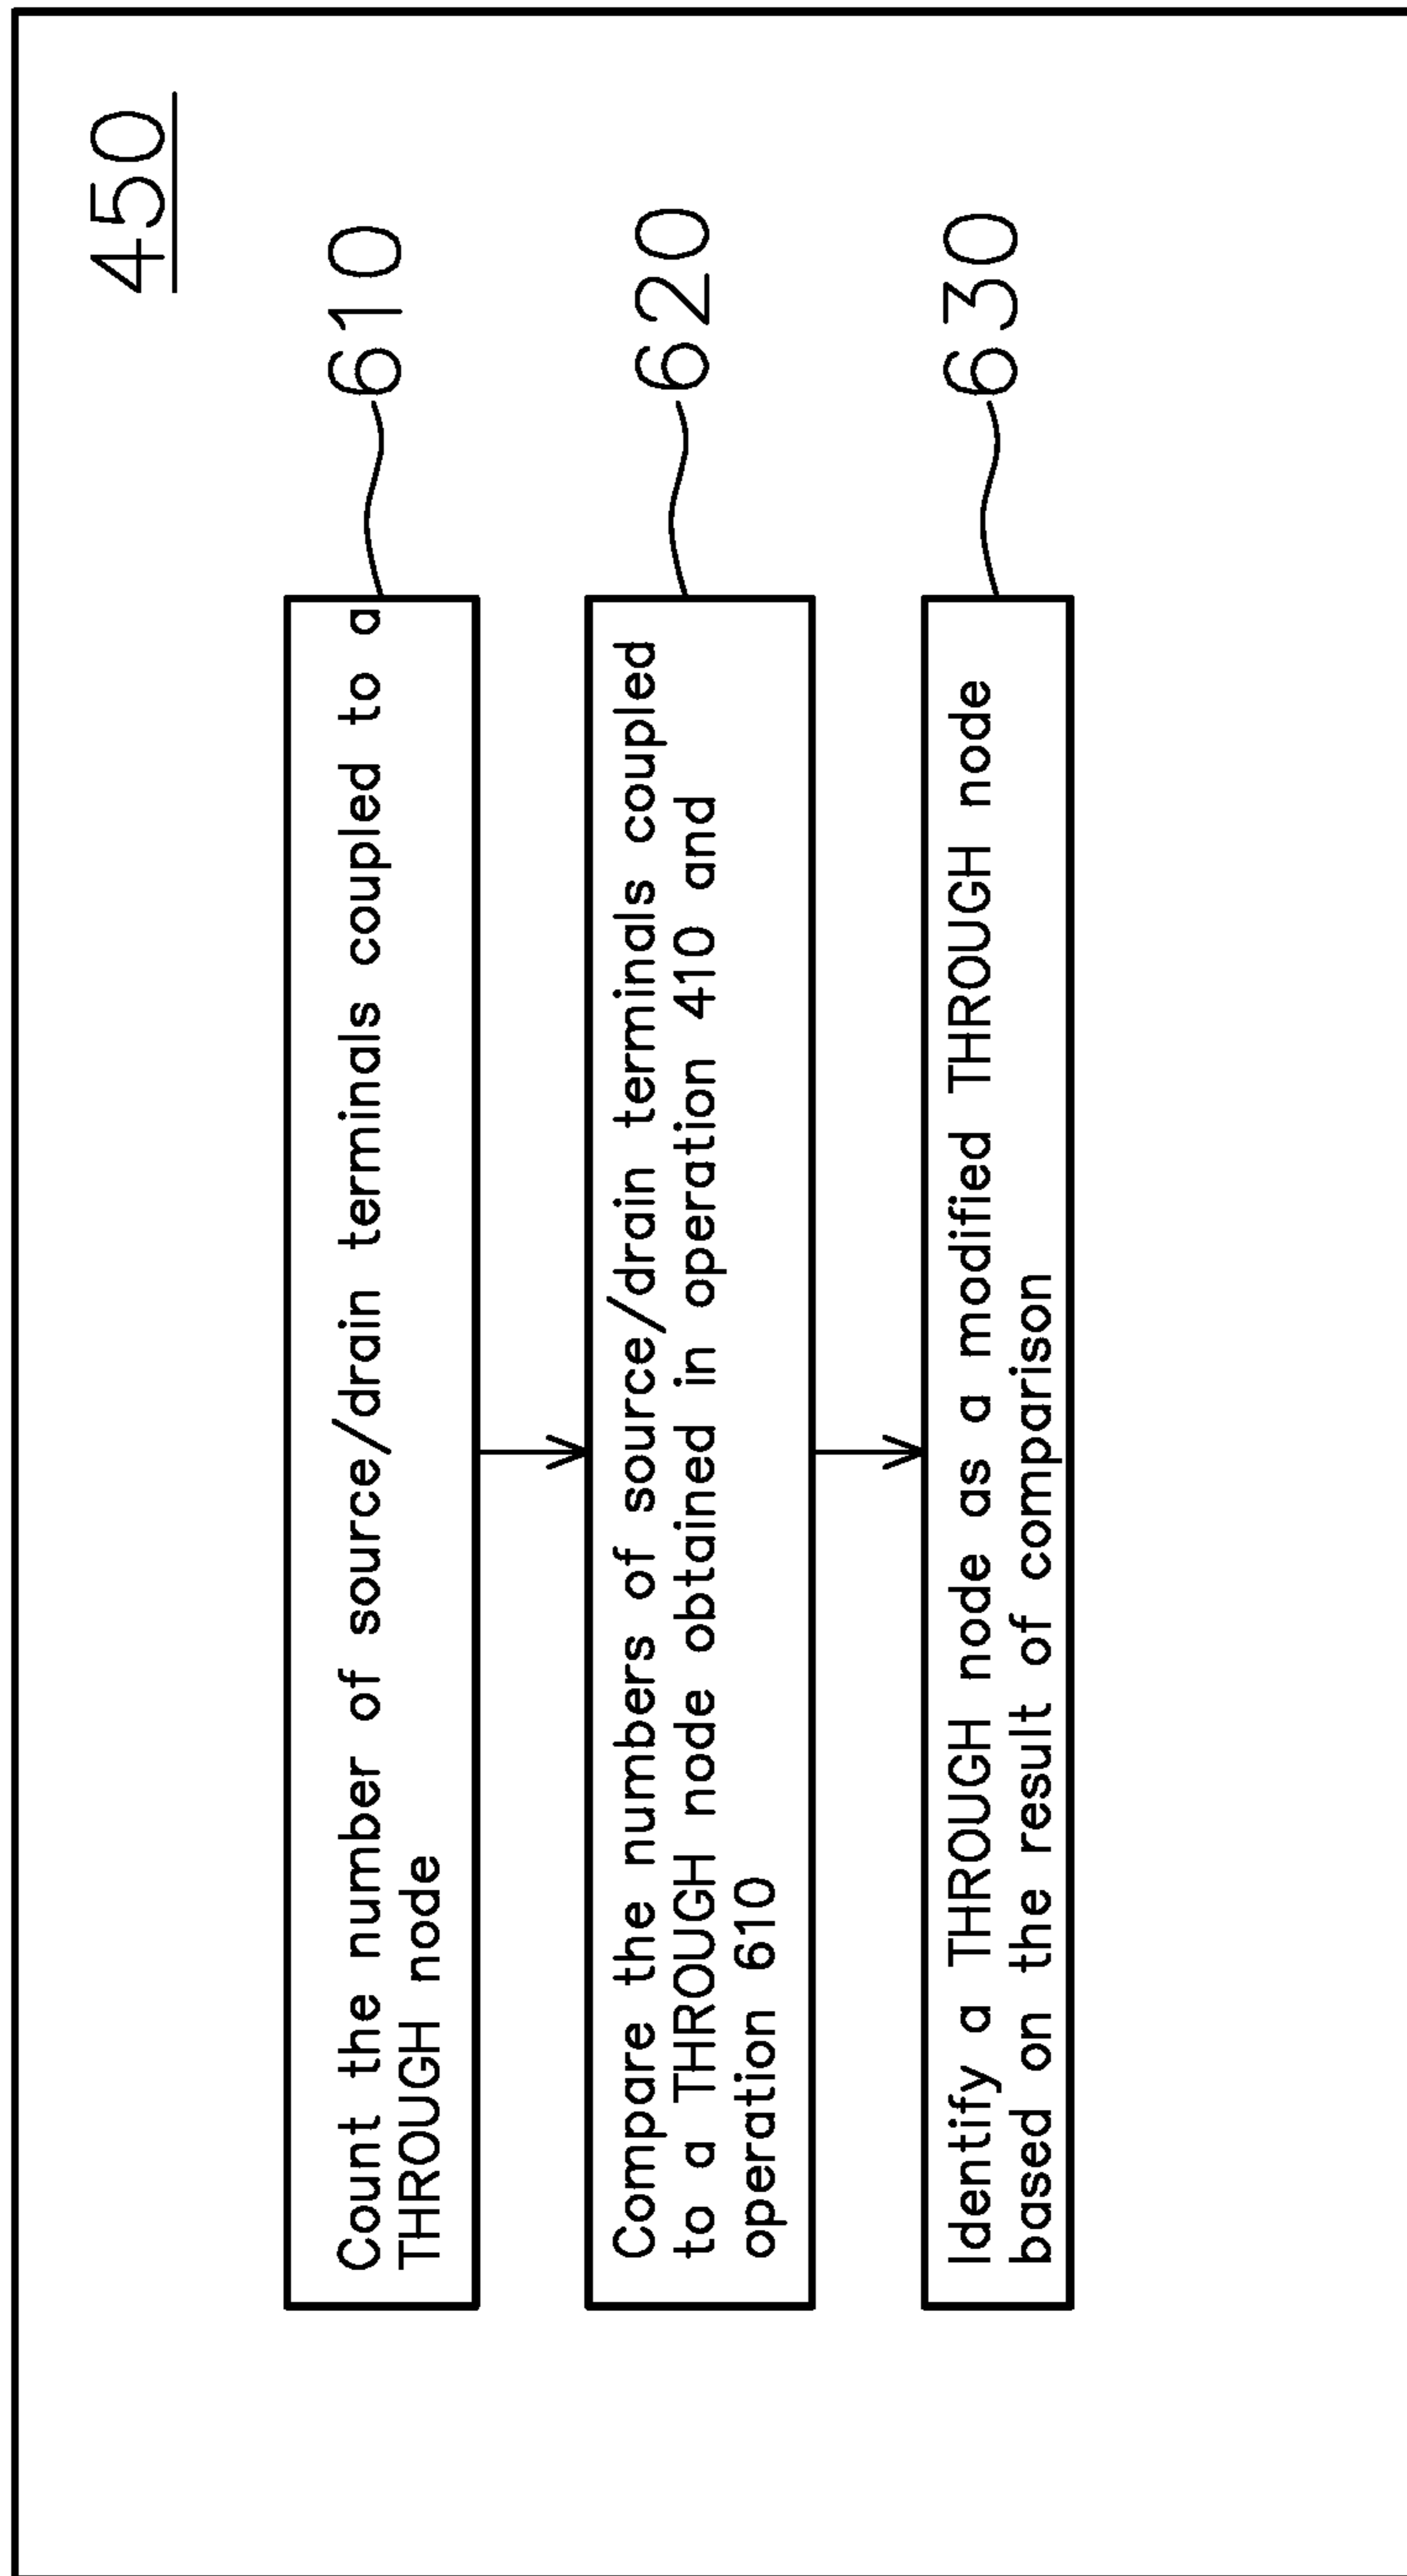 450
Count the number of source/drain terminals coupled to a
THROUGH node
610
Compare the numbers of source/drain terminals coupled
to a THROUGH node obtained in operation 410 and
operation 610
620
Identify a THROUGH node as a modified THROUGH node
based on the result of comparison
630